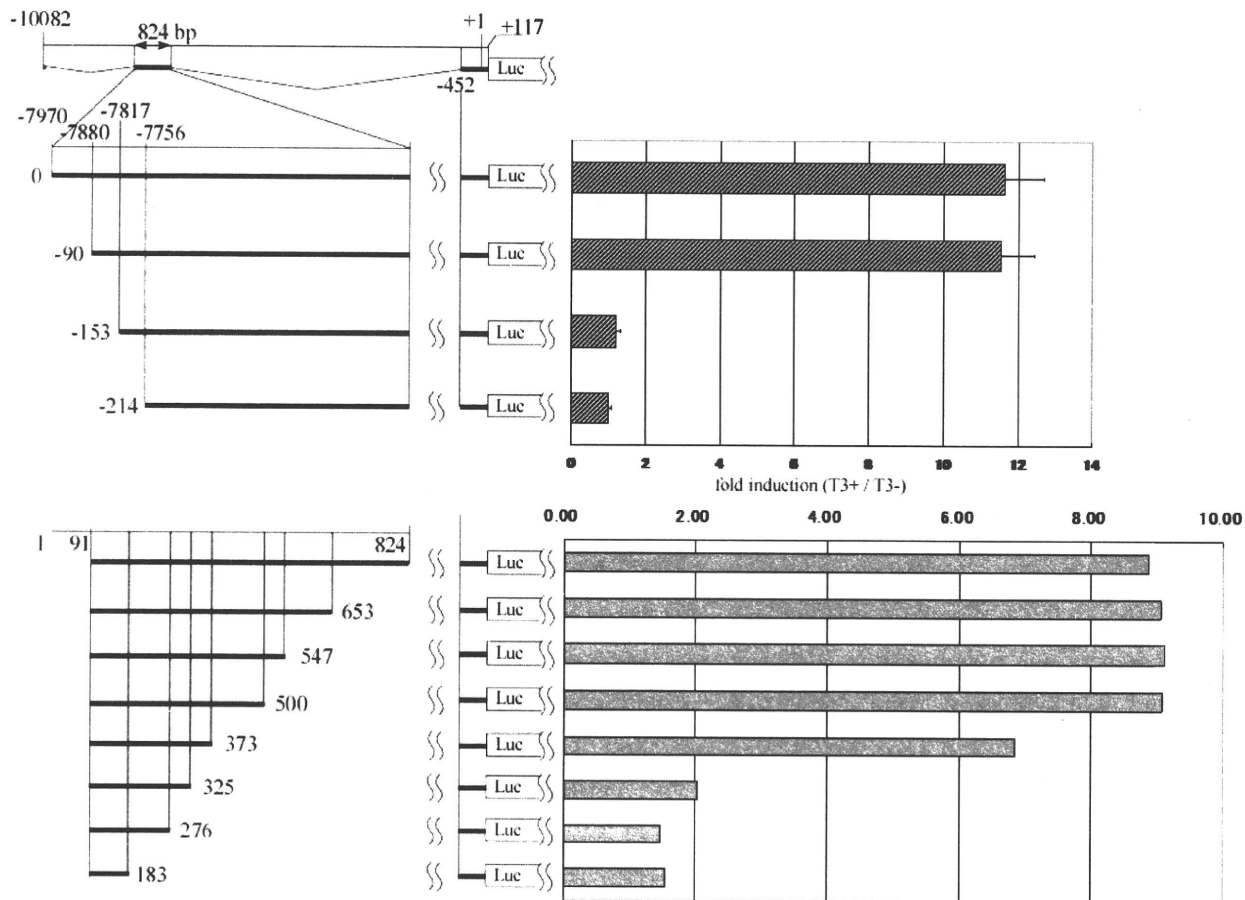 -10082
824 bp
+1
+117
Luc
-452
-7970
-7817
-7880
-7756
0
Luc
-90
Luc
-153
Luc
-214
Luc
0 2 4 6 8 10 12 14
fold induction (T3+ / T3-)
0.00 2.00 4.00 6.00 8.00 10.00
1 91 824
Luc
653
Luc
547
Luc
500
Luc
373
Luc
325
Luc
276
Luc
183
Luc